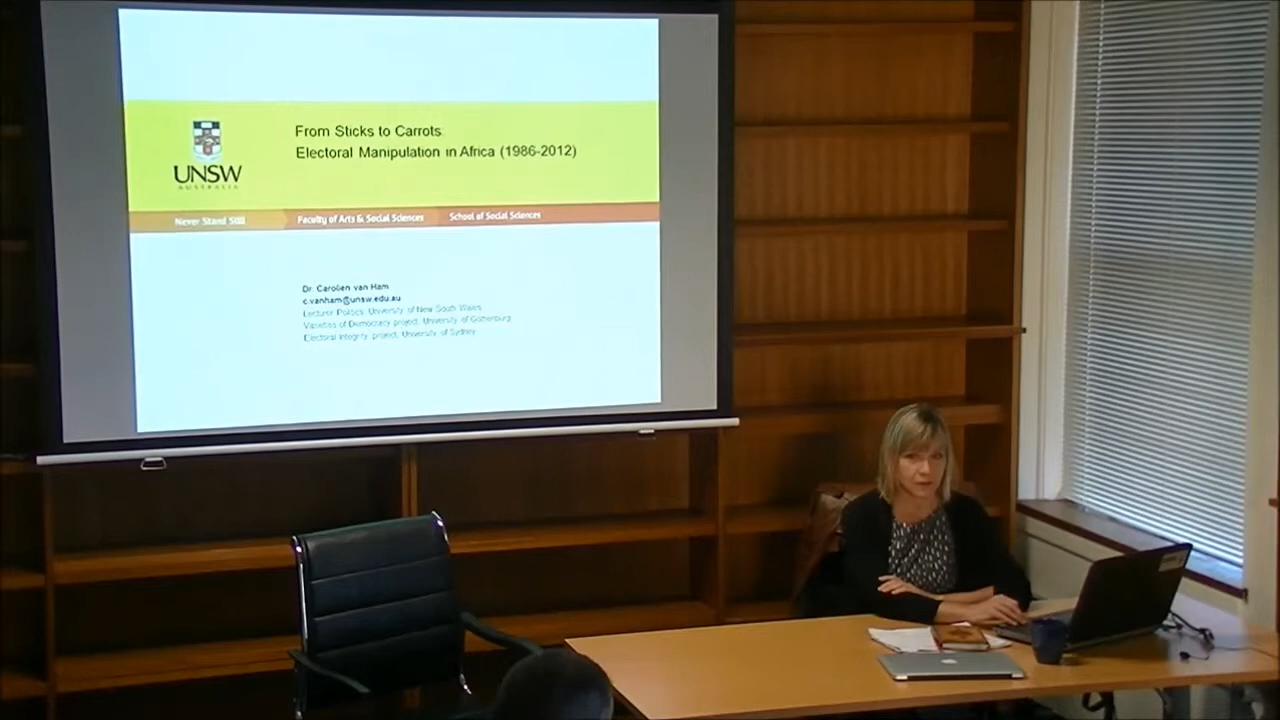 From Sticks to Carrots:
Electoral Manipulation in Africa (1986-2012)
UNSW
AUSTRALIA
Never Stand Still
Faculty of Arts & Social Sciences
School of Social Sciences
Dr. Carolien van Ham
c.vanham@unsw.edu.au
Lecturer Politics, University of New South Wales
Varieties of Democracy project, University of Gothenburg
Electoral Integrity project, University of Sydney